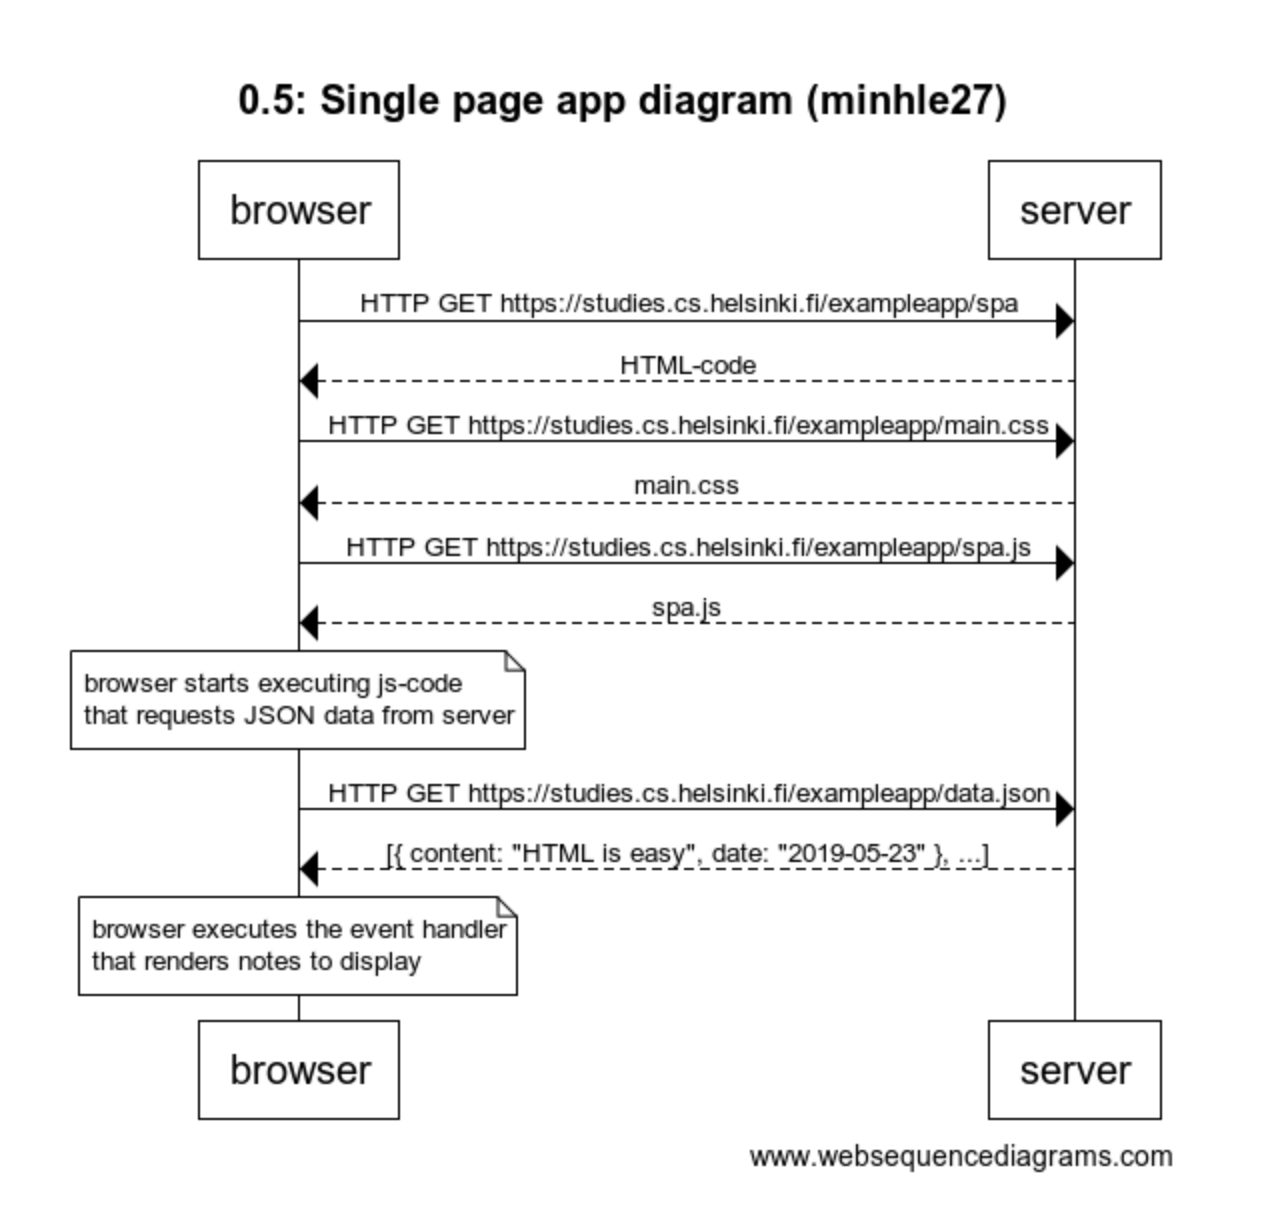 0.5: Single page app diagram (minhle27)
browser
server
HTTP GET https://studies.cs.helsinki.fi/exampleapp/spa
HTML-code
HTTP GET https://studies.cs.helsinki.fi/exampleapp/main.css
main.css
HTTP GET https://studies.cs.helsinki.fi/exampleapp/spa.js
spa.js
browser starts executing js-code
that requests JSON data from server
HTTP GET https://studies.cs.helsinki.fi/exampleapp/data.json
[{ content: "HTML is easy", date: "2019-05-23" }, ...]
browser executes the event handler
that renders notes to display
browser
server
www.websequencediagrams.com